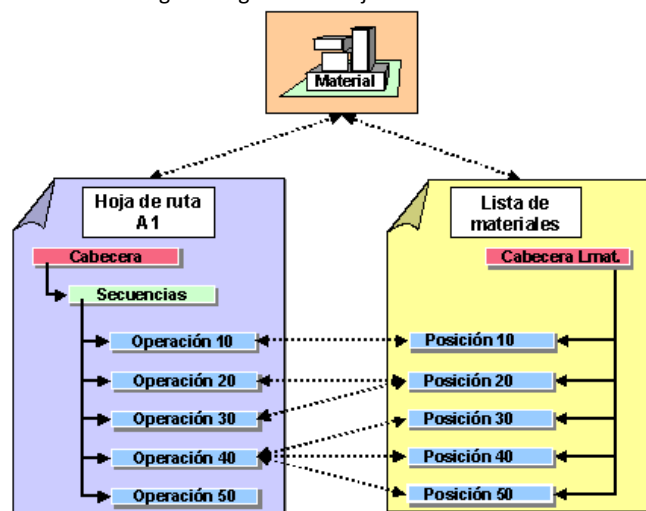 Material
Hoja de ruta
A1
Cabecera
Secuencias
Operación 10
Operación 20
Operación 30
Operación 40
Operación 50
Lista de
materiales
Cabecera Lmat.
Posición 10
Posición 20
Posición 30
Posición 40
Posición 50